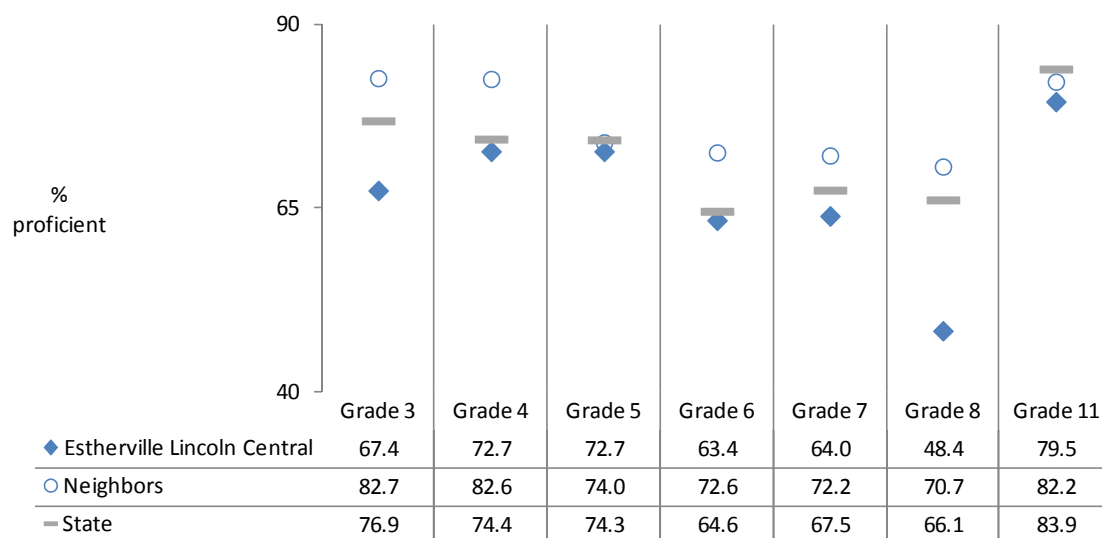 90
65
40
%
proficient
Grade 3 Grade 4 Grade 5 Grade 6 Grade 7 Grade 8 Grade 11
Estherville Lincoln Central 67.4 72.7 72.7 63.4 64.0 48.4 79.5
Neighbors 82.7 82.6 74.0 72.6 72.2 70.7 82.2
State 76.9 74.4 74.3 64.6 67.5 66.1 83.9